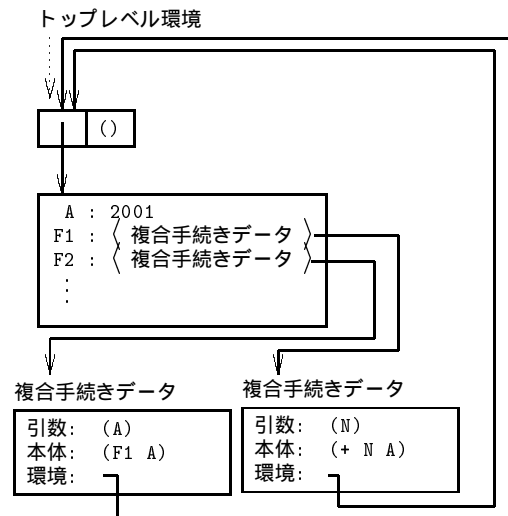 トップレベル環境
()
A : 2001
F1 : 〈 複合手続きデータ 〉
F2 : 〈 複合手続きデータ 〉
⋮
複合手続きデータ
引数: (A)
本体: (F1 A)
環境:
複合手続きデータ
引数: (N)
本体: (+ N A)
環境: